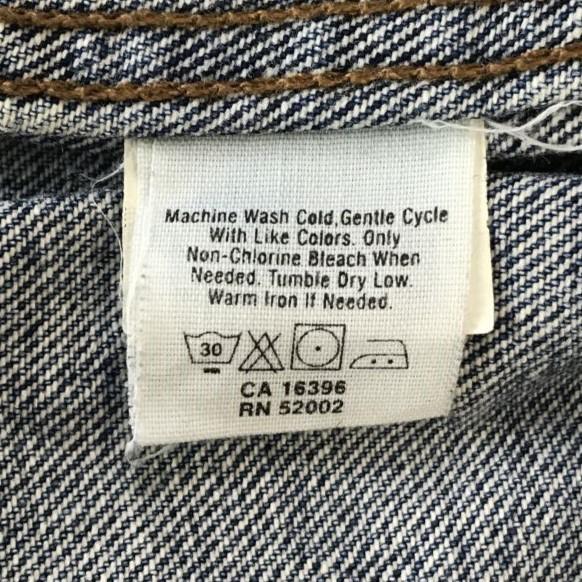 Machine Wash Cold, Gentle Cycle
With Like Colors. Only
Non-Chlorine Bleach When
Needed. Tumble Dry Low.
Warm Iron If Needed.
30
CA 16396
RN 52002